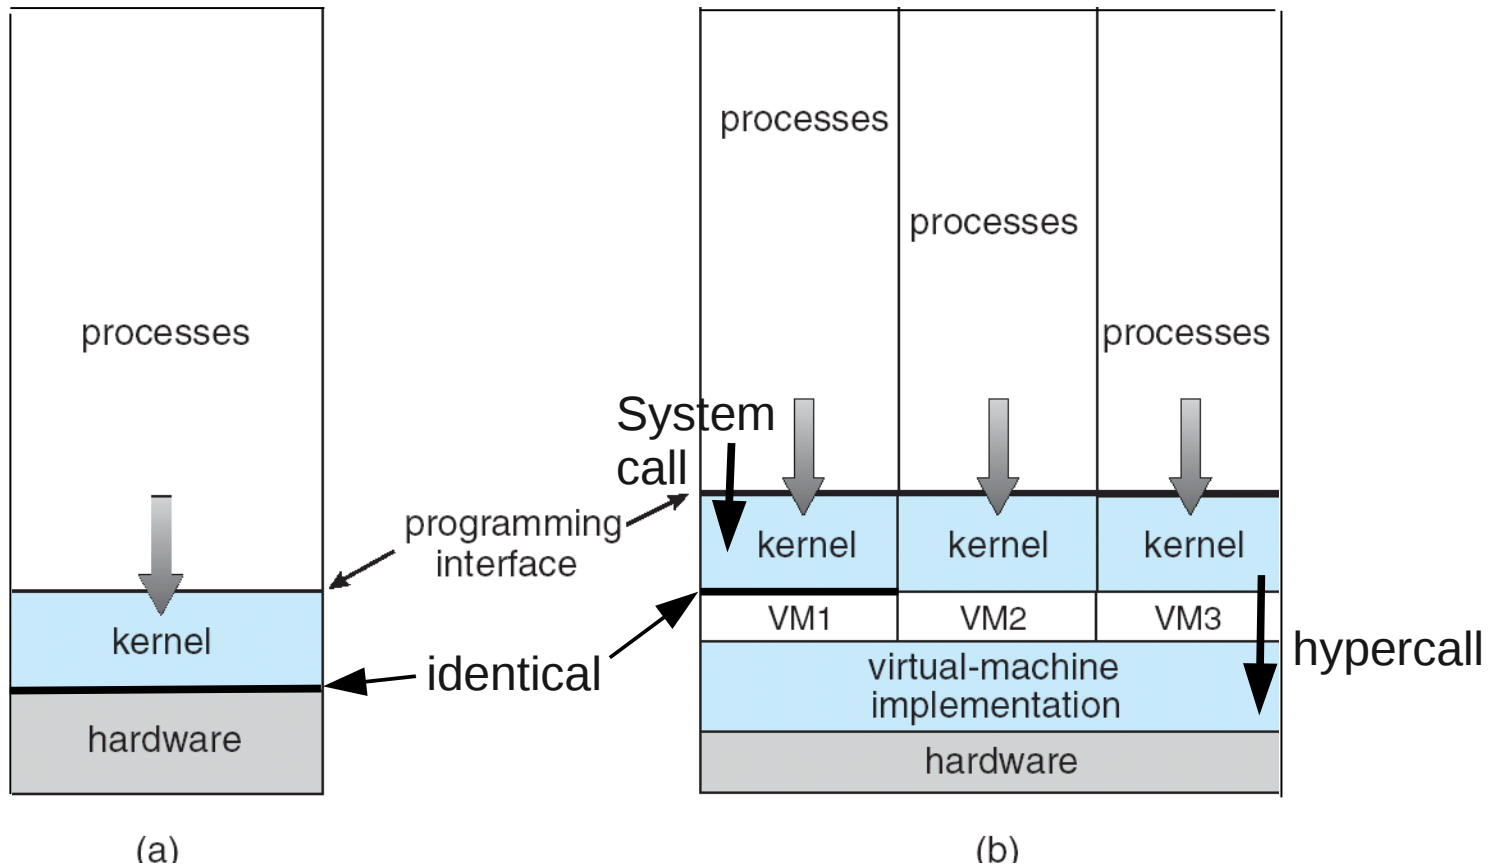 processes
programming
interface
kernel
identical
hardware
(a)
processes
processes
processes
System
call
kernel
kernel
kernel
VM1
VM2
VM3
hypercall
virtual-machine
implementation
hardware
(b)